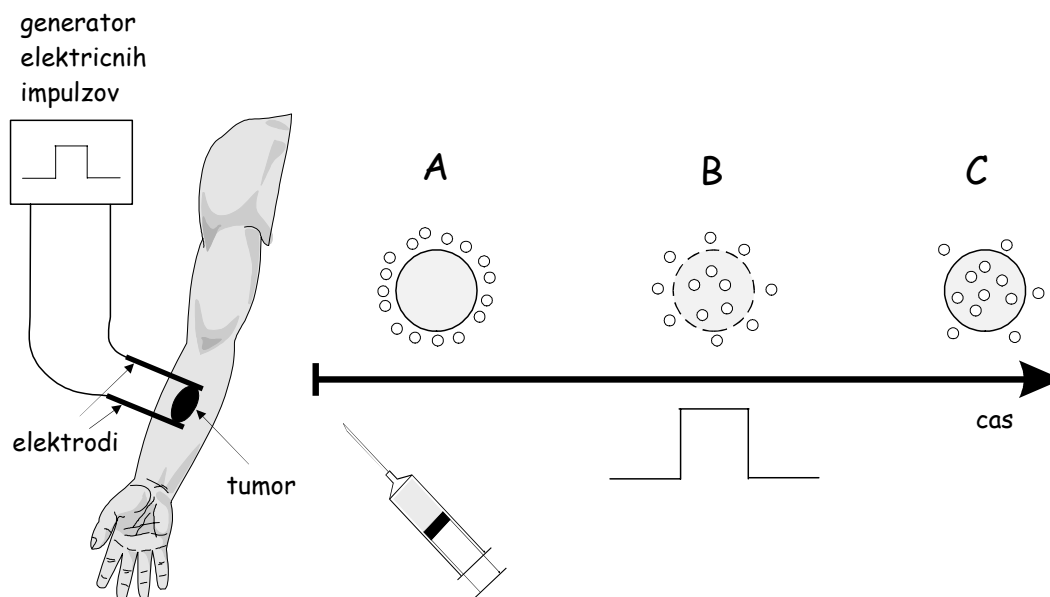 generator
elektricnih
impulzov
A
B
C
cas
elektrodi
tumor